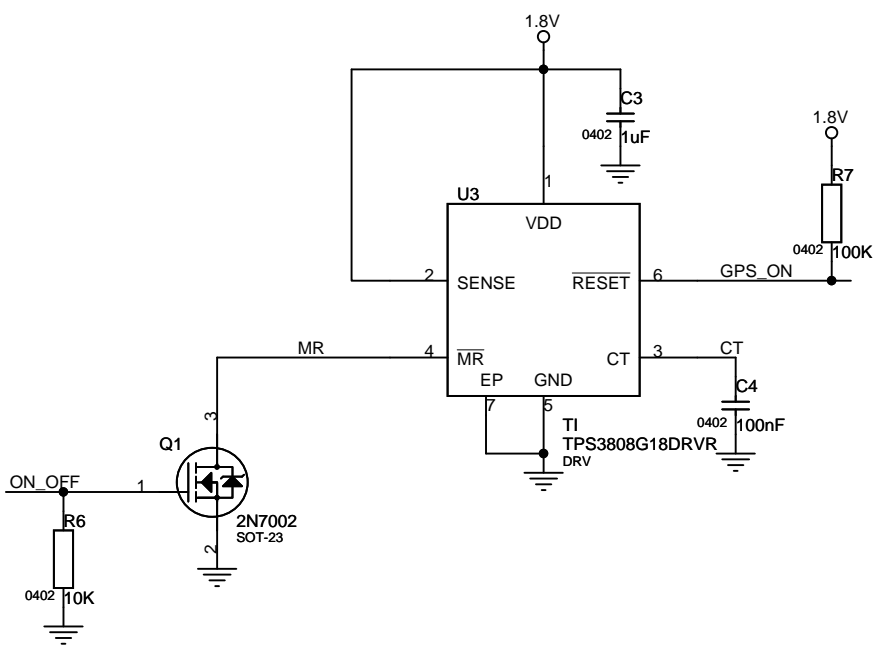 1.8V
C3
0402 1uF
1.8V
R7
0402 100K
1
U3
VDD
2 SENSE
RESET 6 GPS_ON
MR 4 MR
CT 3 CT
EP GND
7 5
C4
0402 100nF
TI
TPS3808G18DRVR
DRV
3
Q1
ON_OFF 1
2N7002
SOT-23
2
R6
0402 10K